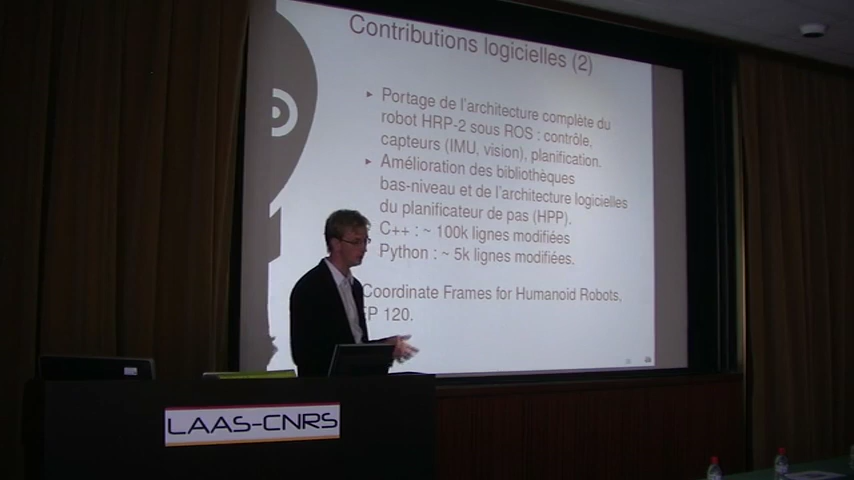 Contributions logicielles (2)
► Portage de l'architecture complète du
robot HRP-2 sous ROS : contrôle,
capteurs (IMU, vision), planification.
► Amélioration des bibliothèques
bas-niveau et de l'architecture logicielles
du planificateur de pas (HPP).
C++ : ~ 100k lignes modifiées
Python : ~ 5k lignes modifiées.
Coordinate Frames for Humanoid Robots,
EP 120.
LAAS-CNRS